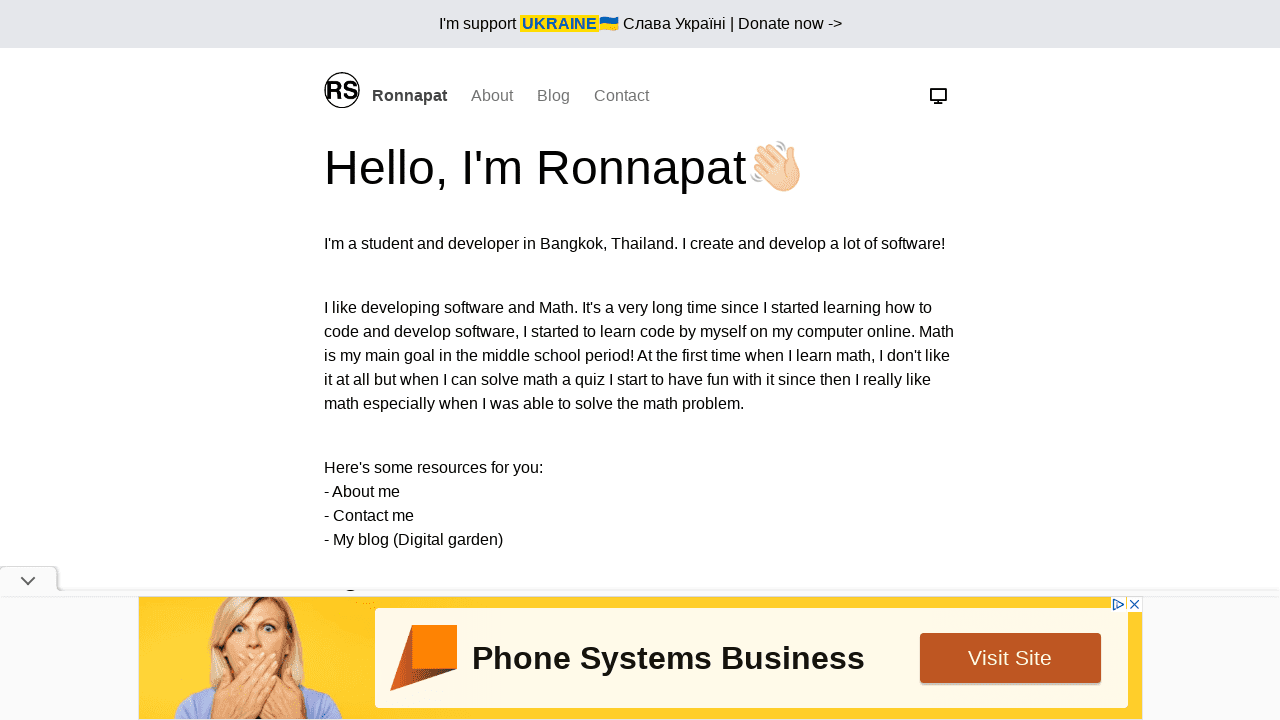 I'm support UKRAINE🇺🇦 Слава Україні | Donate now ->
RS Ronnapat About Blog Contact
Hello, I'm Ronnapat👋🏻
I'm a student and developer in Bangkok, Thailand. I create and develop a lot of software!
I like developing software and Math. It's a very long time since I started learning how to
code and develop software, I started to learn code by myself on my computer online. Math
is my main goal in the middle school period! At the first time when I learn math, I don't like
it at all but when I can solve math a quiz I start to have fun with it since then I really like
math especially when I was able to solve the math problem.
Here's some resources for you:
- About me
- Contact me
- My blog (Digital garden)
Phone Systems Business
Visit Site